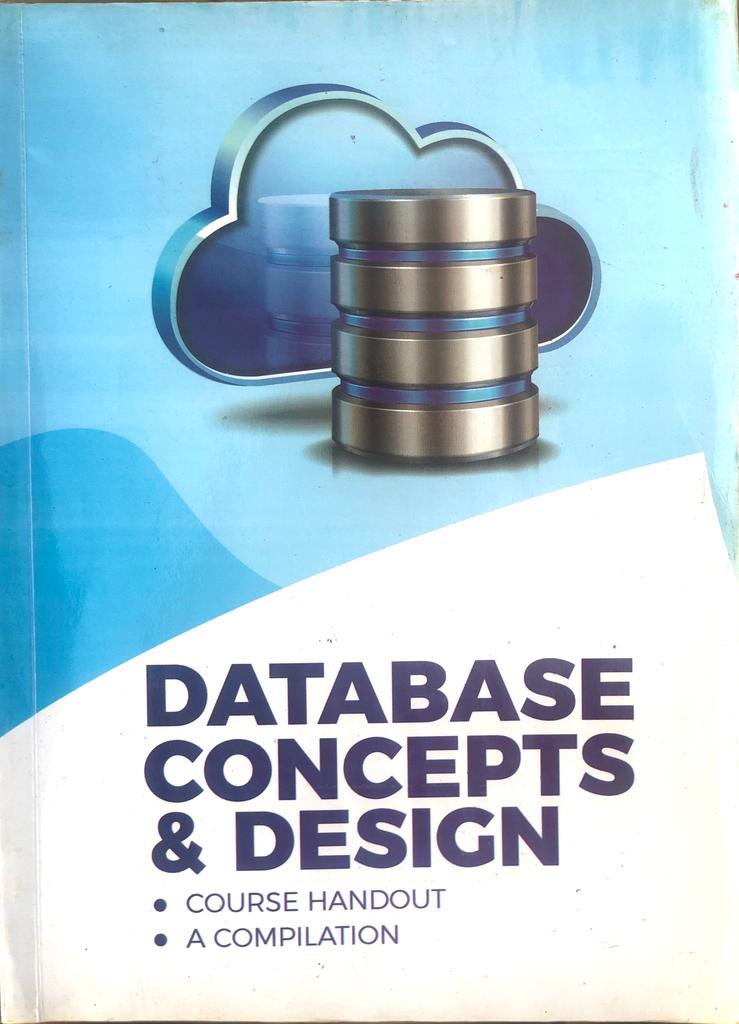 DATABASE
CONCEPTS
& DESIGN
• COURSE HANDOUT
• A COMPILATION